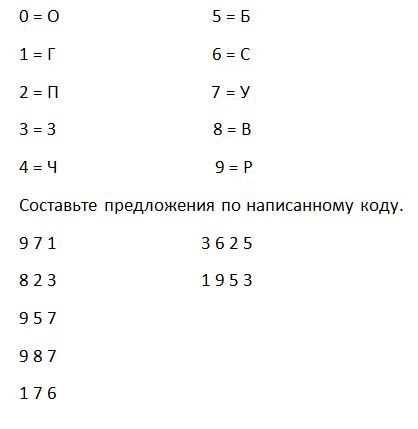 0 = О 5 = Б
1 = Г 6 = С
2 = П 7 = У
3 = З 8 = В
4 = Ч 9 = Р
Составьте предложения по написанному коду.
9 7 1 3 6 2 5
8 2 3 1 9 5 3
9 5 7
9 8 7
1 7 6